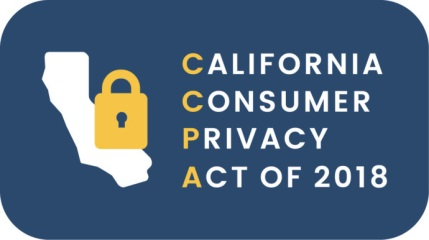 CALIFORNIA
CONSUMER
PRIVACY
ACT OF 2018